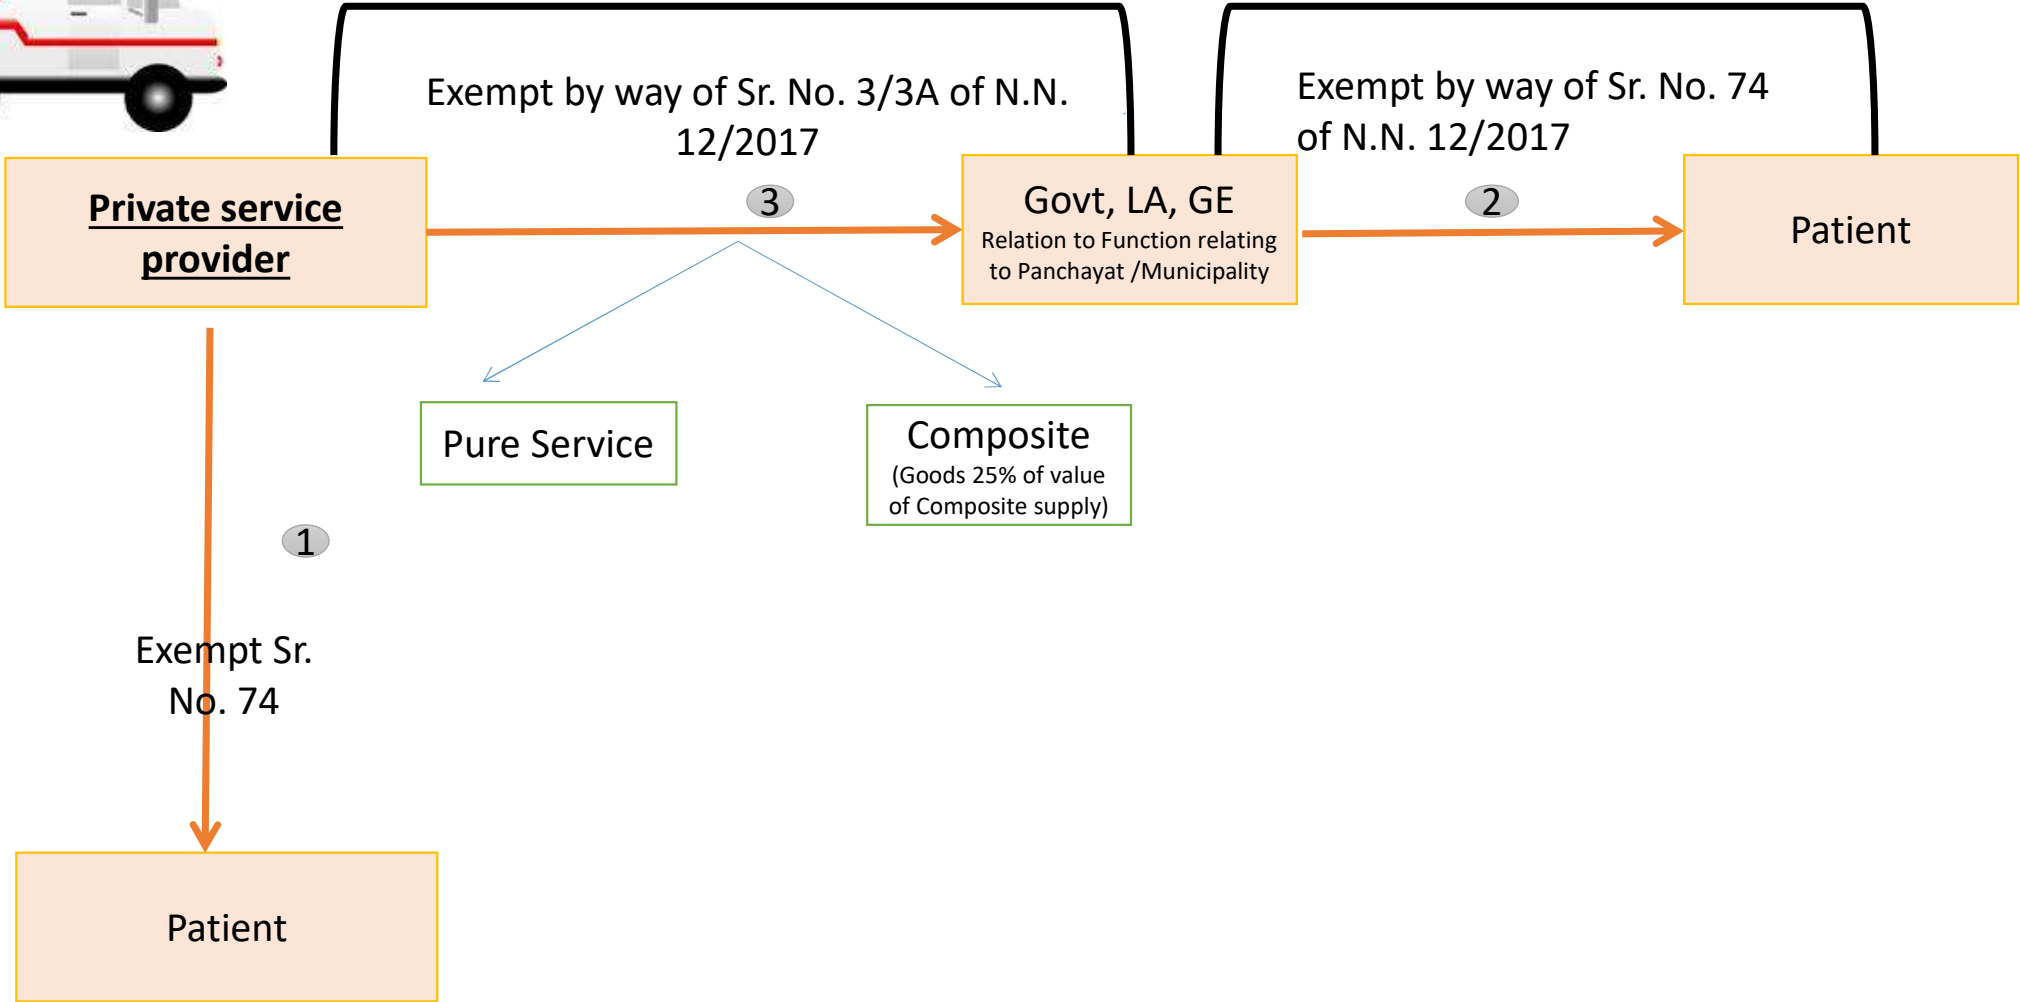 Exempt by way of Sr. No. 3/3A of N.N.
12/2017
Exempt by way of Sr. No. 74
of N.N. 12/2017
Private service
provider
3
Govt, LA, GE
Relation to Function relating
to Panchayat /Municipality
2
Patient
Pure Service
Composite
(Goods 25% of value
of Composite supply)
1
Exempt Sr.
No. 74
Patient